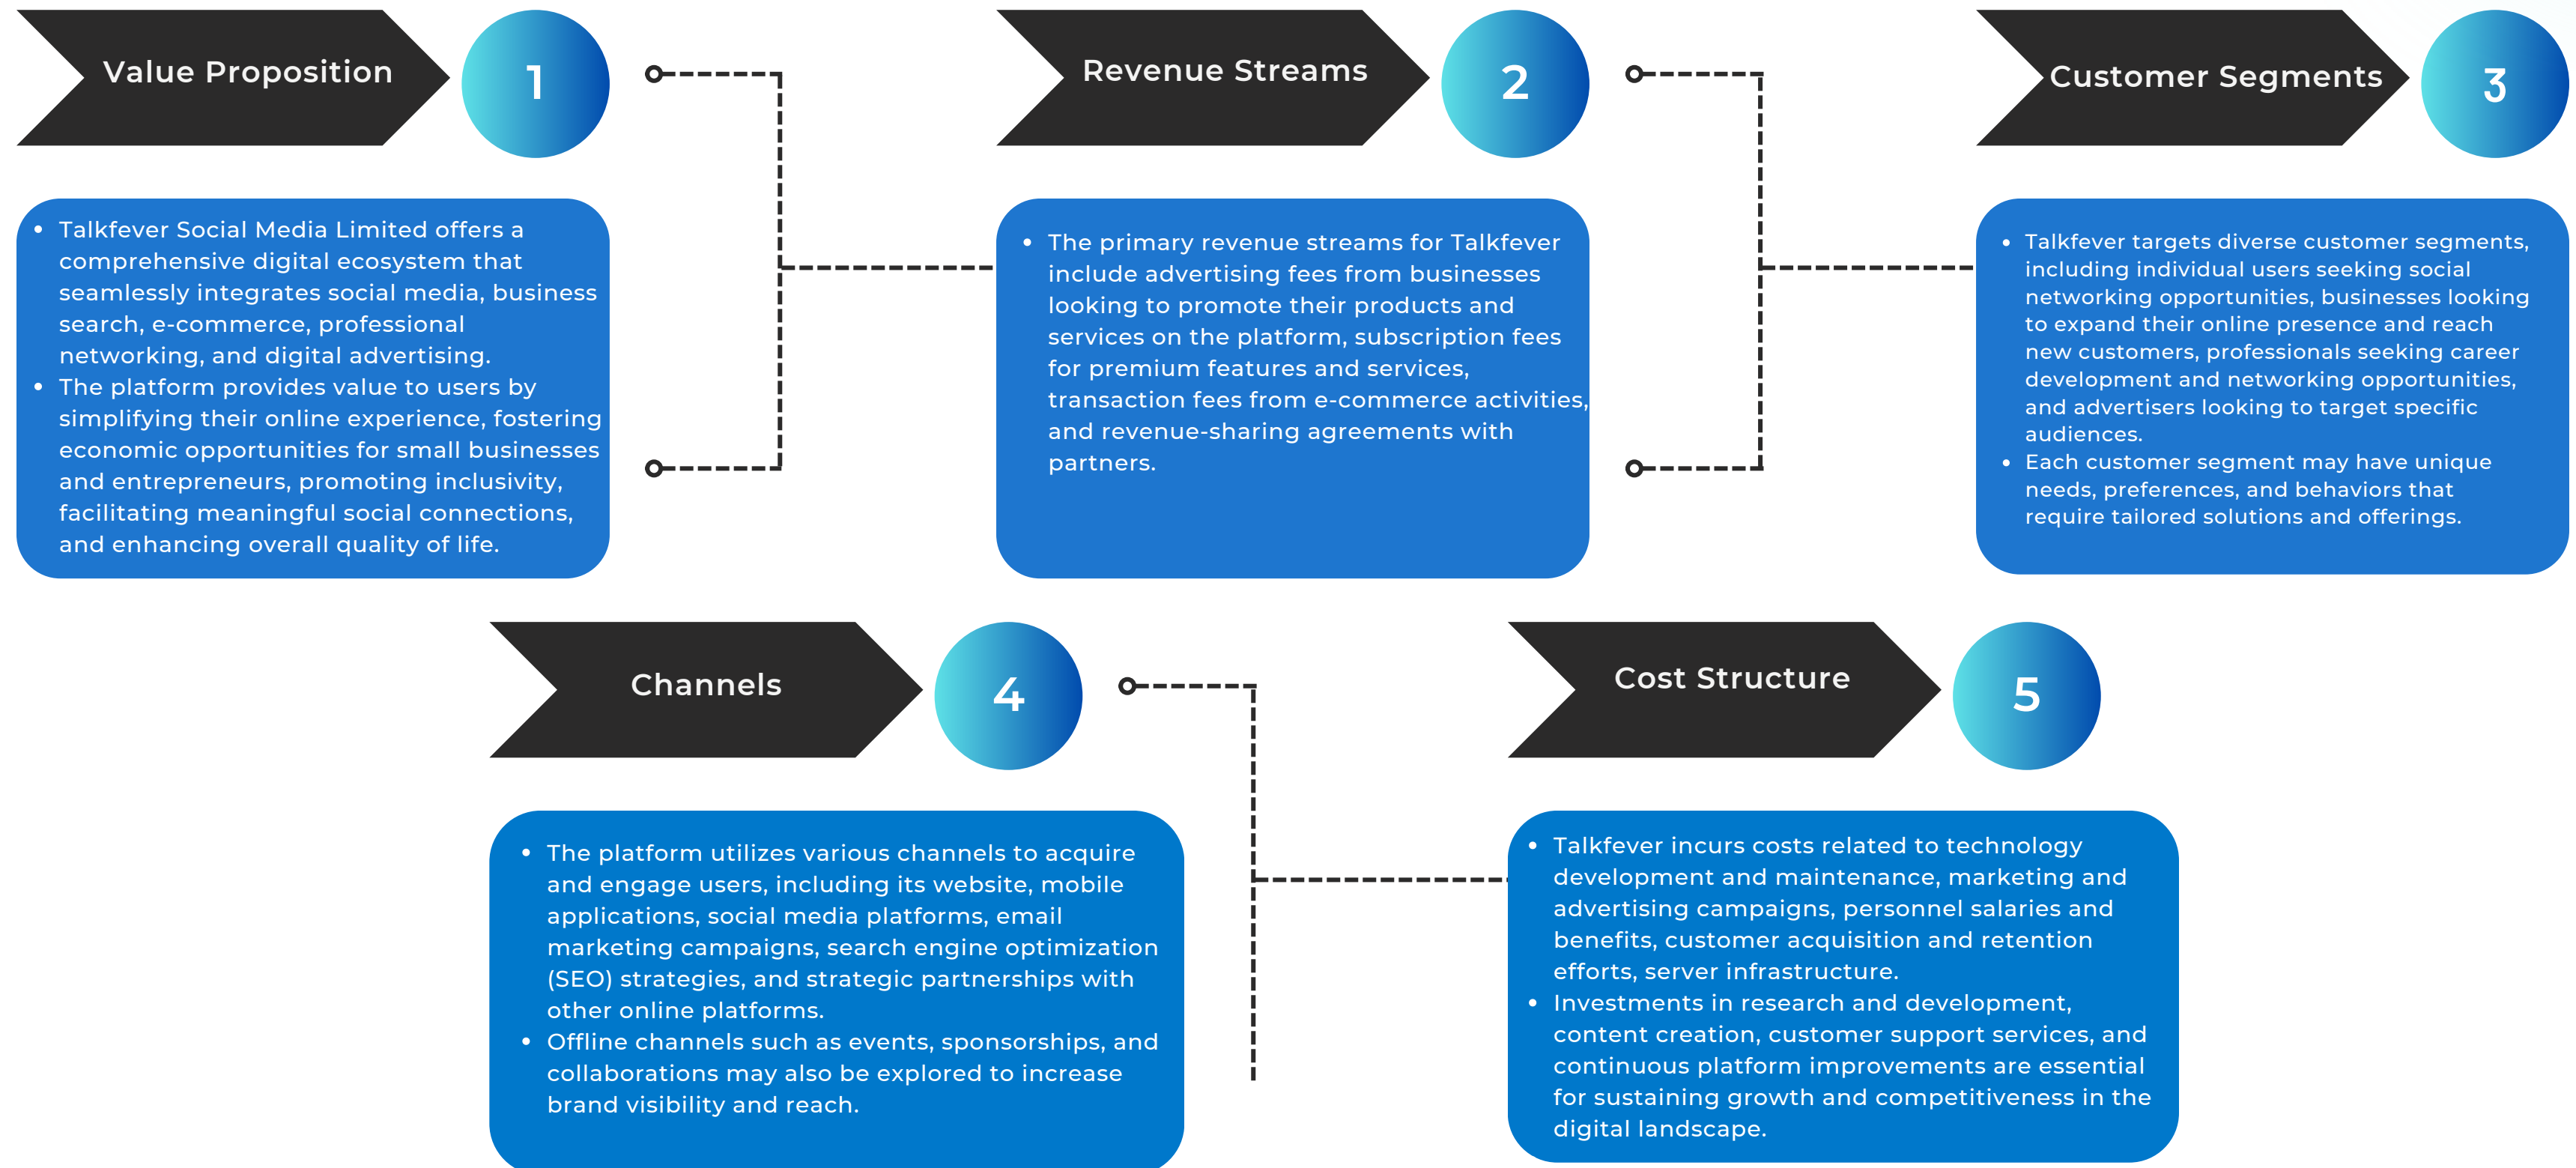 Value Proposition
1
• Talkfever Social Media Limited offers a
comprehensive digital ecosystem that
seamlessly integrates social media, business
search, e-commerce, professional
networking, and digital advertising.
• The platform provides value to users by
simplifying their online experience, fostering
economic opportunities for small businesses
and entrepreneurs, promoting inclusivity,
facilitating meaningful social connections,
and enhancing overall quality of life.
Revenue Streams
2
• The primary revenue streams for Talkfever
include advertising fees from businesses
looking to promote their products and
services on the platform, subscription fees
for premium features and services,
transaction fees from e-commerce activities,
and revenue-sharing agreements with
partners.
Customer Segments
3
• Talkfever targets diverse customer segments,
including individual users seeking social
networking opportunities, businesses looking
to expand their online presence and reach
new customers, professionals seeking career
development and networking opportunities,
and advertisers looking to target specific
audiences.
• Each customer segment may have unique
needs, preferences, and behaviors that
require tailored solutions and offerings.
Channels
4
• The platform utilizes various channels to acquire
and engage users, including its website, mobile
applications, social media platforms, email
marketing campaigns, search engine optimization
(SEO) strategies, and strategic partnerships with
other online platforms.
• Offline channels such as events, sponsorships, and
collaborations may also be explored to increase
brand visibility and reach.
Cost Structure
5
• Talkfever incurs costs related to technology
development and maintenance, marketing and
advertising campaigns, personnel salaries and
benefits, customer acquisition and retention
efforts, server infrastructure.
• Investments in research and development,
content creation, customer support services, and
continuous platform improvements are essential
for sustaining growth and competitiveness in the
digital landscape.